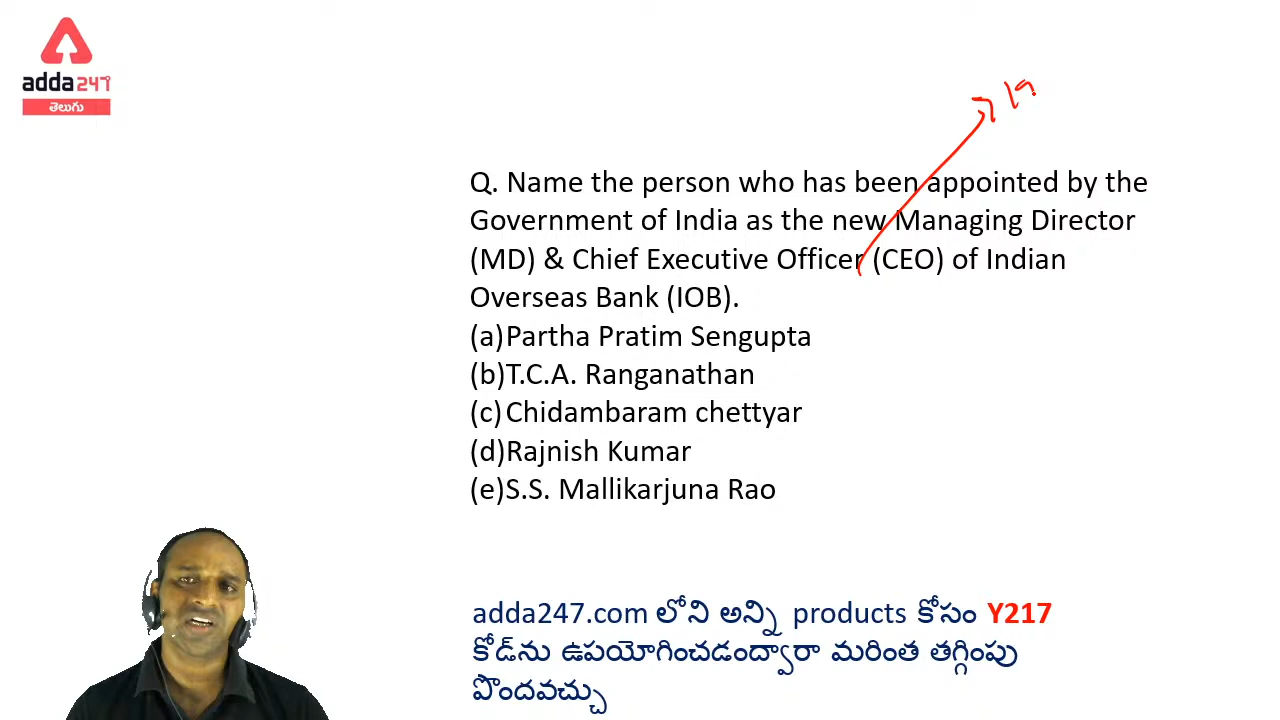 adda247
తెలుగు
19
Q. Name the person who has been appointed by the
Government of India as the new Managing Director
(MD) & Chief Executive Officer (CEO) of Indian
Overseas Bank (IOB).
(a)Partha Pratim Sengupta
(b)T.C.A. Ranganathan
(c)Chidambaram chettyar
(d)Rajnish Kumar
(e)S.S. Mallikarjuna Rao
adda247.com లోని అన్ని products కోసం Y217
కోడ్‌ను ఉపయోగించడంద్వారా మరింత తగ్గింపు
పొందవచ్చు